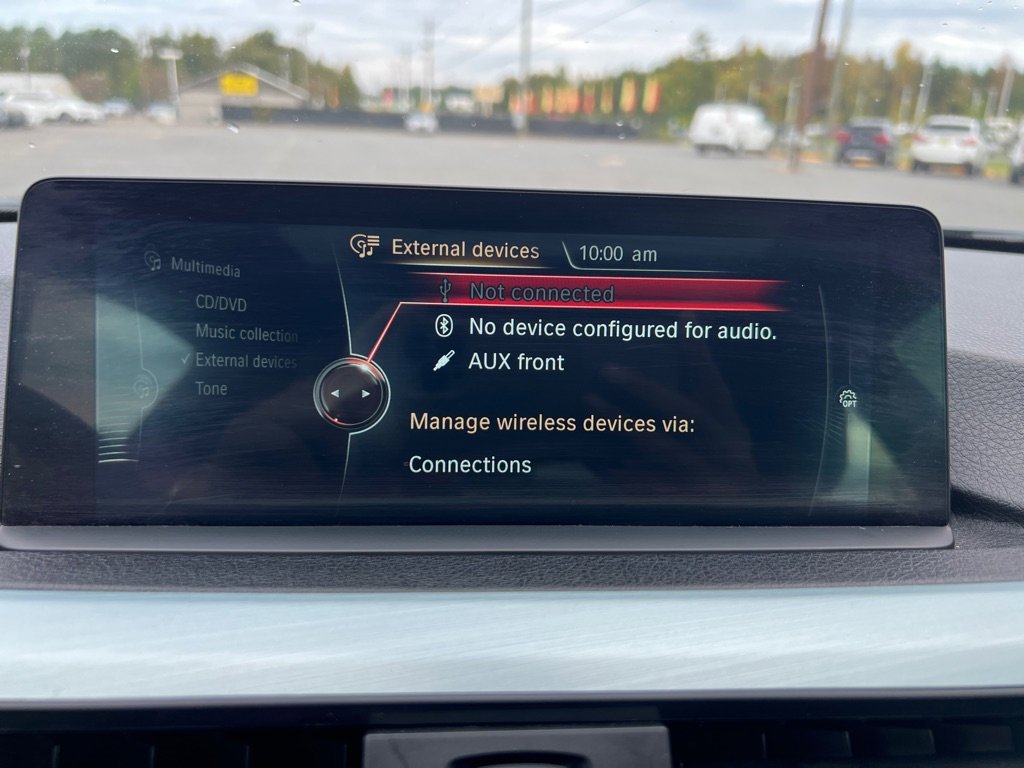 External devices
10:00 am
Multimedia
CD/DVD
Music collection
✓ External devices
Tone
Not connected
No device configured for audio.
AUX front
Manage wireless devices via:
Connections
OPT